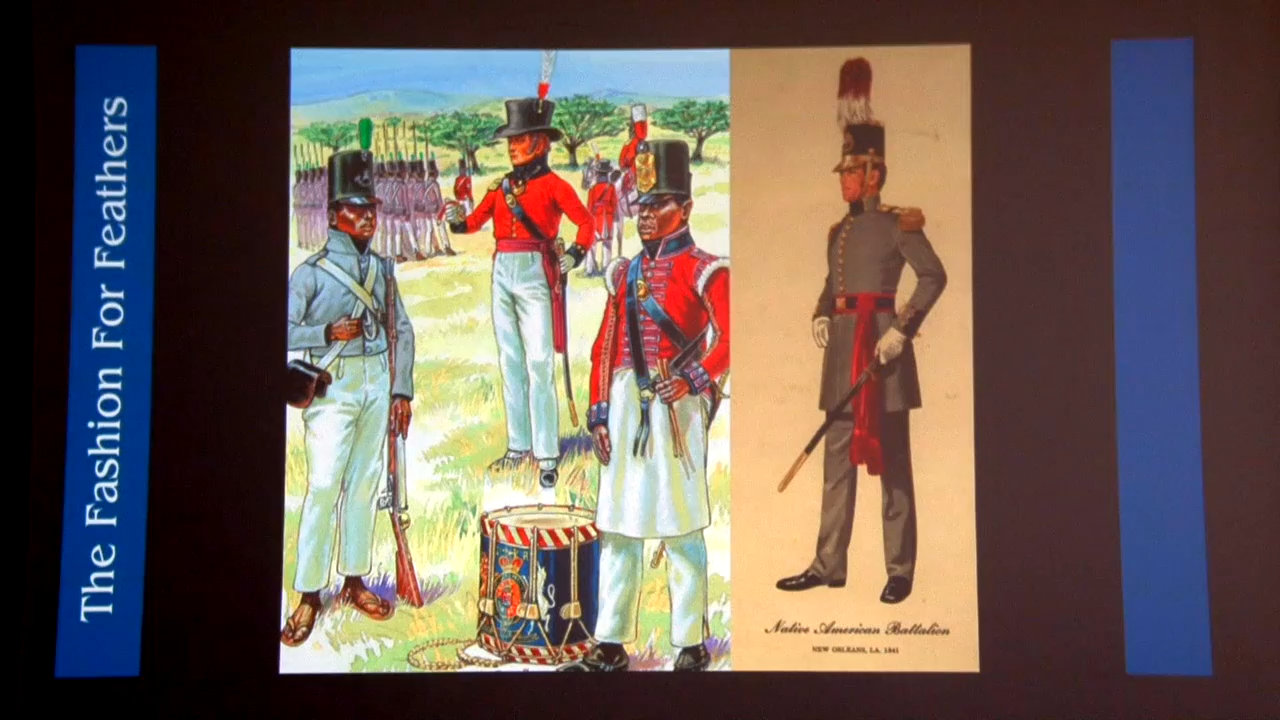 The Fashion For Feathers
Native American Battalion
NEW ORLEANS, LA. 1841